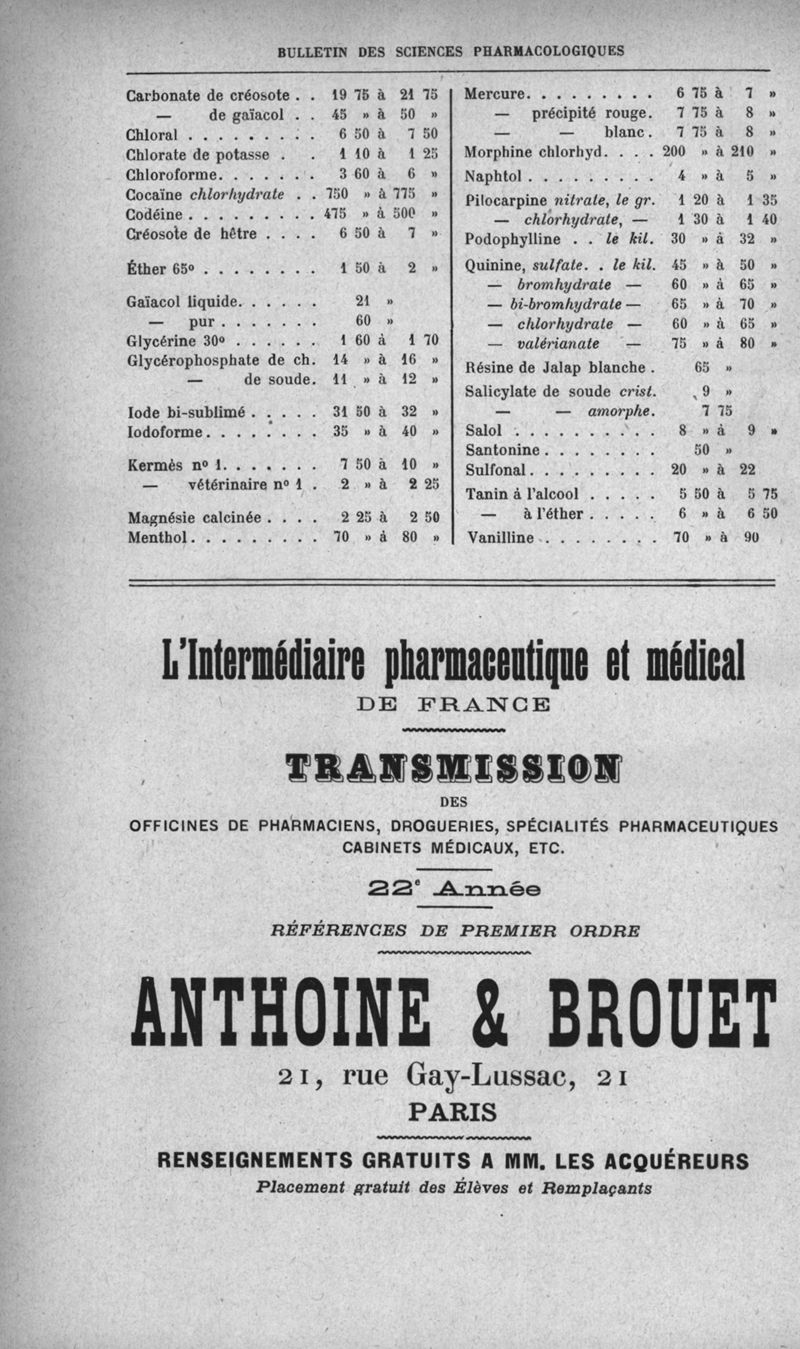 BULLETIN DES SCIENCES PHARMACOLOGIQUES
Carbonate de créosote . . 19 75 à 21 75
— de gaïacol . . 45 » à 50 »
Chloral . . . . . . . . . 6 50 à 7 50
Chlorate de potasse . . 1 10 à 1 25
Chloroforme. . . . . . . 3 60 à 6 »
Cocaïne chlorhydrate . . 750 » à 775 »
Codéine . . . . . . . . . 475 » à 500 »
Créosote de hêtre . . . . 6 50 à 7 »
Éther 65o . . . . . . . . 1 50 à 2 »
Gaïacol liquide. . . . . . 21 »
— pur . . . . . . . 60 »
Glycérine 30o . . . . . . 1 60 à 1 70
Glycérophosphate de ch. 14 » à 16 »
— de soude. 11 » à 12 »
Iode bi-sublimé . . . . . 31 50 à 32 »
Iodoforme. . . . . . . . 35 » à 40 »
Kermès no 1. . . . . . . 7 50 à 10 »
— vétérinaire no 1 . 2 » à 2 25
Magnésie calcinée . . . . 2 25 à 2 50
Menthol. . . . . . . . . 70 » à 80 »
Mercure. . . . . . . . . 6 75 à 7 »
— précipité rouge. 7 75 à 8 »
— — blanc. 7 75 à 8 »
Morphine chlorhyd. . . . 200 » à 210 »
Naphtol . . . . . . . . . 4 » à 5 »
Pilocarpine nitrate, le gr. 1 20 à 1 35
— chlorhydrate, — 1 30 à 1 40
Podophylline . . le kil. 30 » à 32 »
Quinine, sulfate. . le kil. 45 » à 50 »
— bromhydrate — 60 » à 65 »
— bi-bromhydrate — 65 » à 70 »
— chlorhydrate — 60 » à 65 »
— valérianate — 75 » à 80 »
Résine de Jalap blanche . 65 »
Salicylate de soude crist. 9 »
— — amorphe. 7 75
Salol . . . . . . . . . . 8 » à 9 »
Santonine . . . . . . . . 50 »
Sulfonal. . . . . . . . . 20 » à 22
Tanin à l'alcool . . . . . 5 50 à 5 75
— à l'éther . . . . . 6 » à 6 50
Vanilline . . . . . . . . 70 » à 90
L'Intermédiaire pharmaceutique et médical
DE FRANCE
TRANSMISSION
DES
OFFICINES DE PHARMACIENS, DROGUERIES, SPÉCIALITÉS PHARMACEUTIQUES
CABINETS MÉDICAUX, ETC.
22e Année
RÉFÉRENCES DE PREMIER ORDRE
ANTHOINE & BROUET
21, rue Gay-Lussac, 21
PARIS
RENSEIGNEMENTS GRATUITS A MM. LES ACQUÉREURS
Placement gratuit des Élèves et Remplaçants